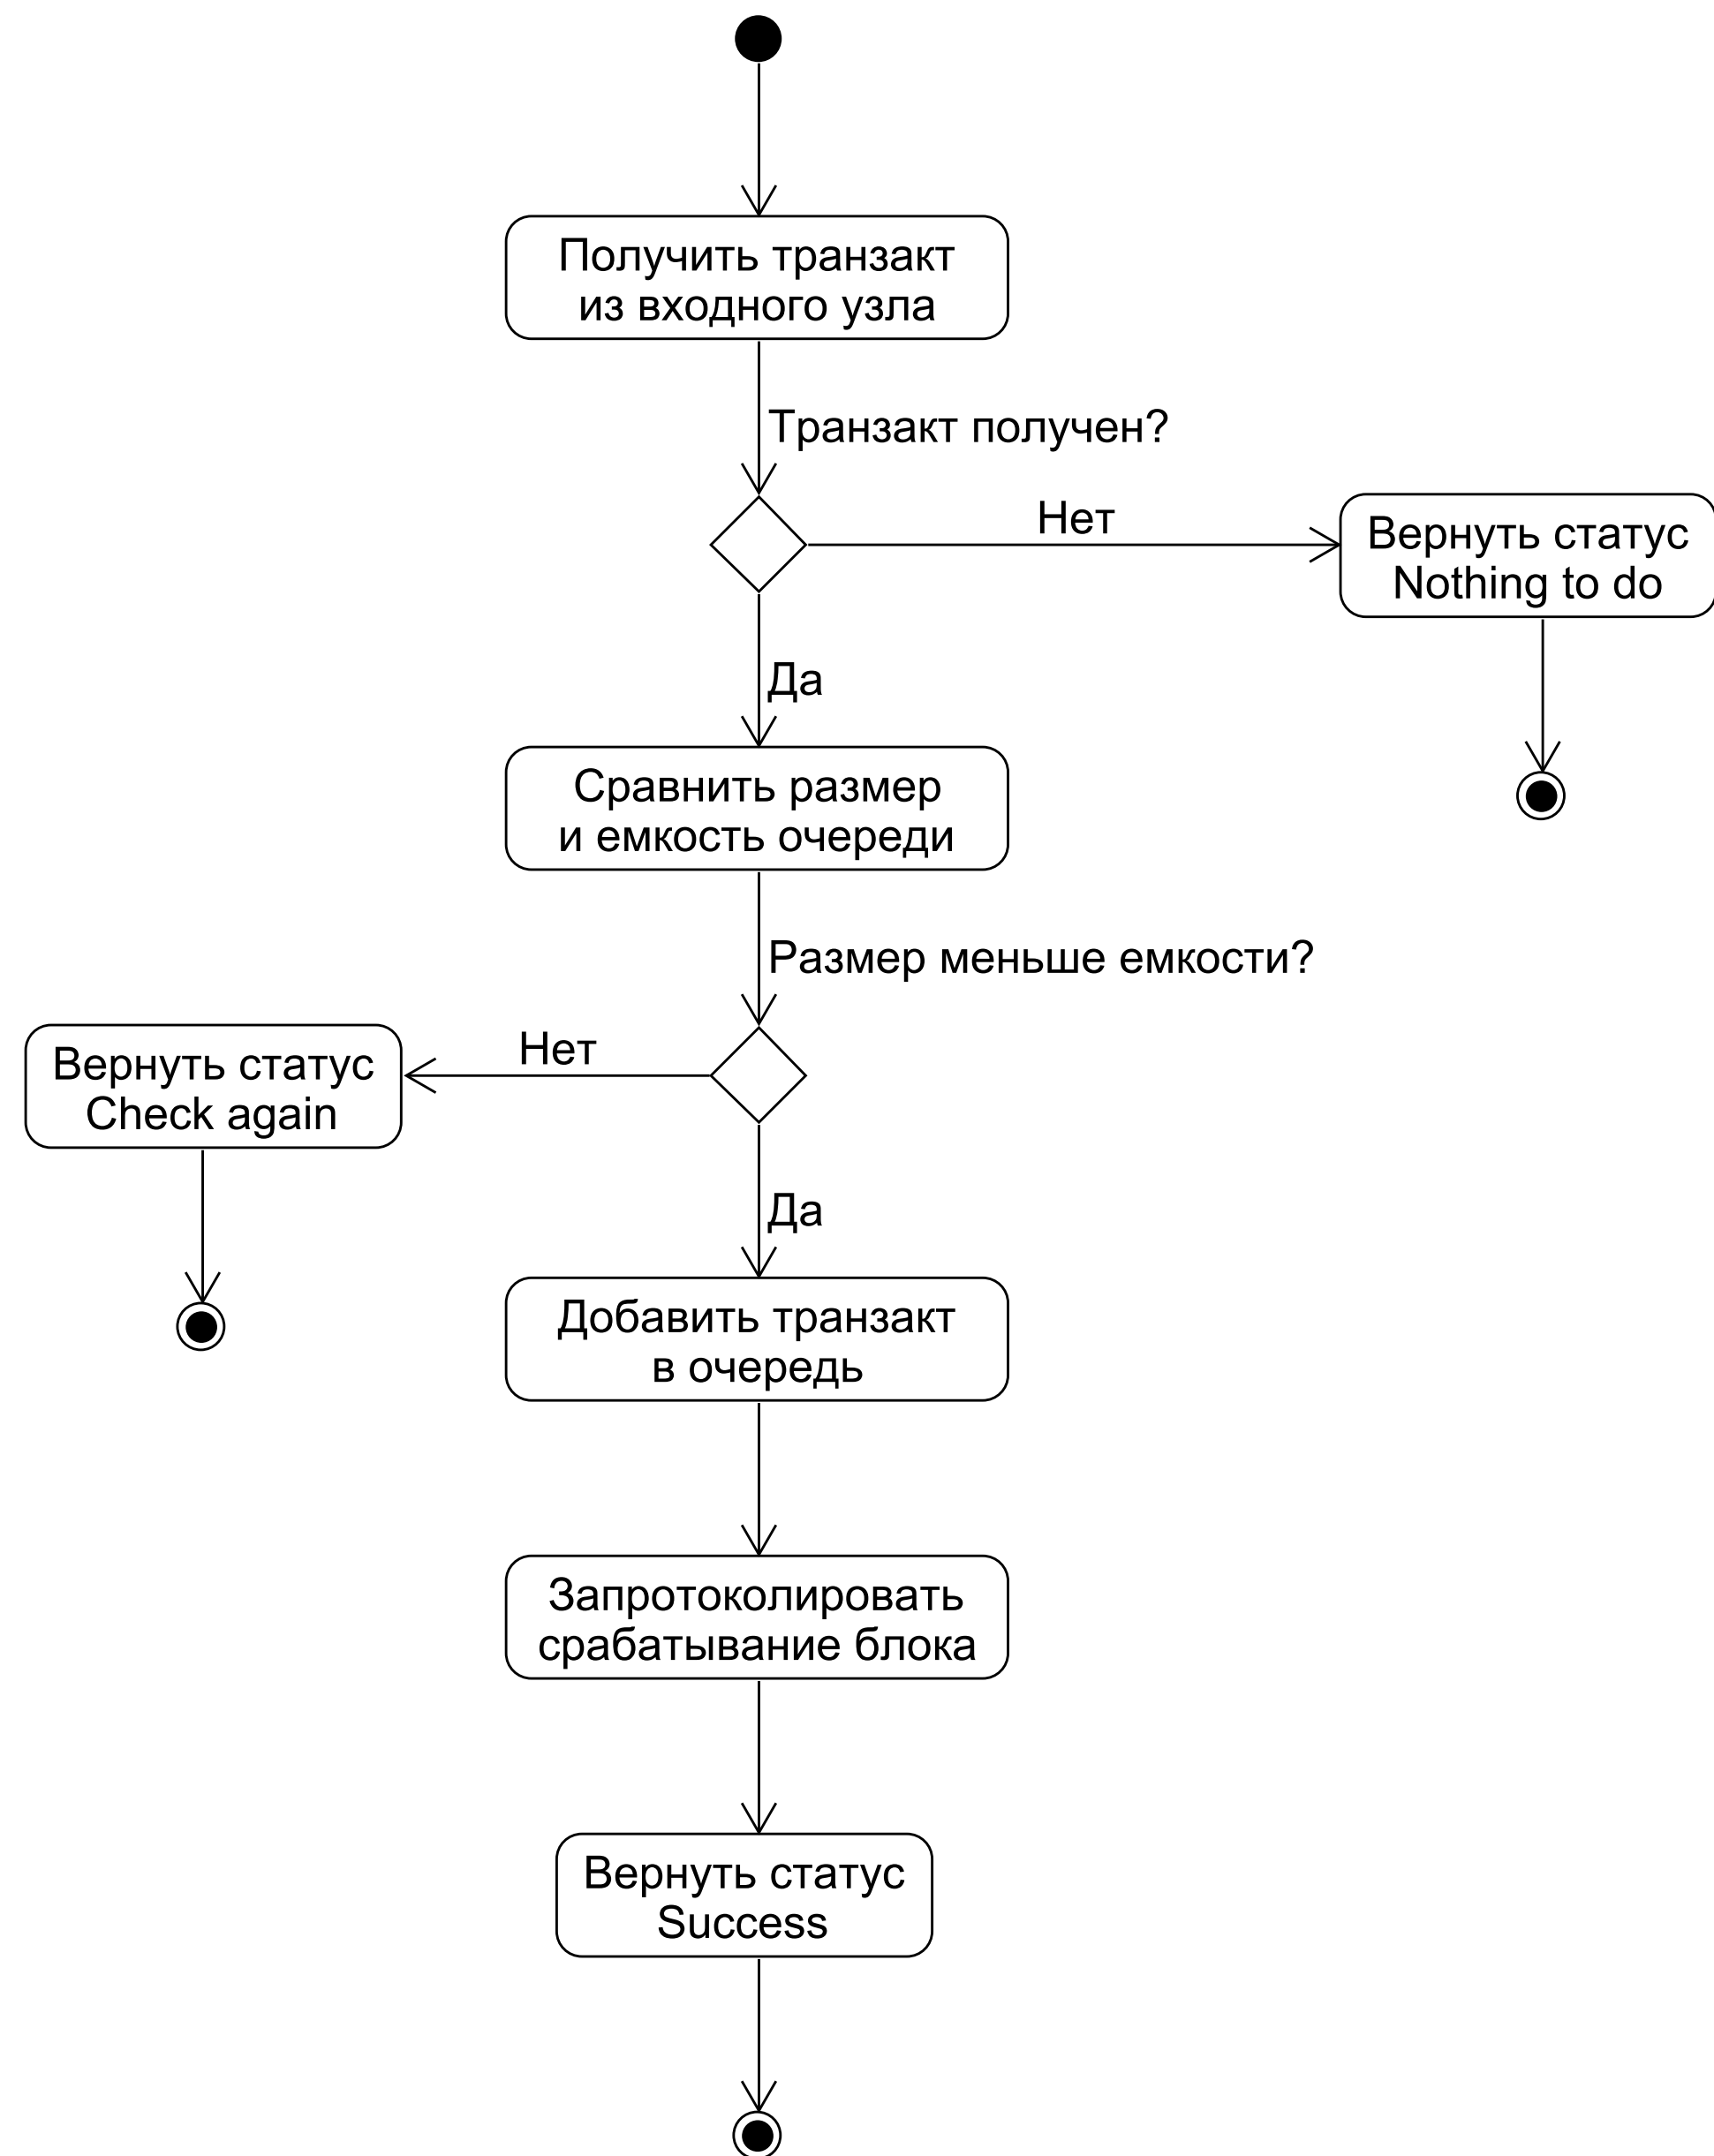 Получить транзакт
из входного узла
Транзакт получен?
Нет
Вернуть статус
Nothing to do
Да
Сравнить размер
и емкость очереди
Размер меньше емкости?
Нет
Вернуть статус
Check again
Да
Добавить транзакт
в очередь
Запротоколировать
срабатывание блока
Вернуть статус
Success